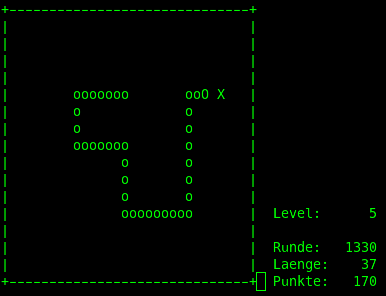 +------------------------------+
|                              |
|                              |
|                              |
|                              |
|        ooooooo       ooO X   |
|        o             o       |
|        o             o       |
|        ooooooo       o       |
|              o       o       |
|              o       o       |
|              o       o       |
|              ooooooooo       |  Level:      5
|                              |
|                              |  Runde:   1330
|                              |  Laenge:    37
+------------------------------+  Punkte:   170